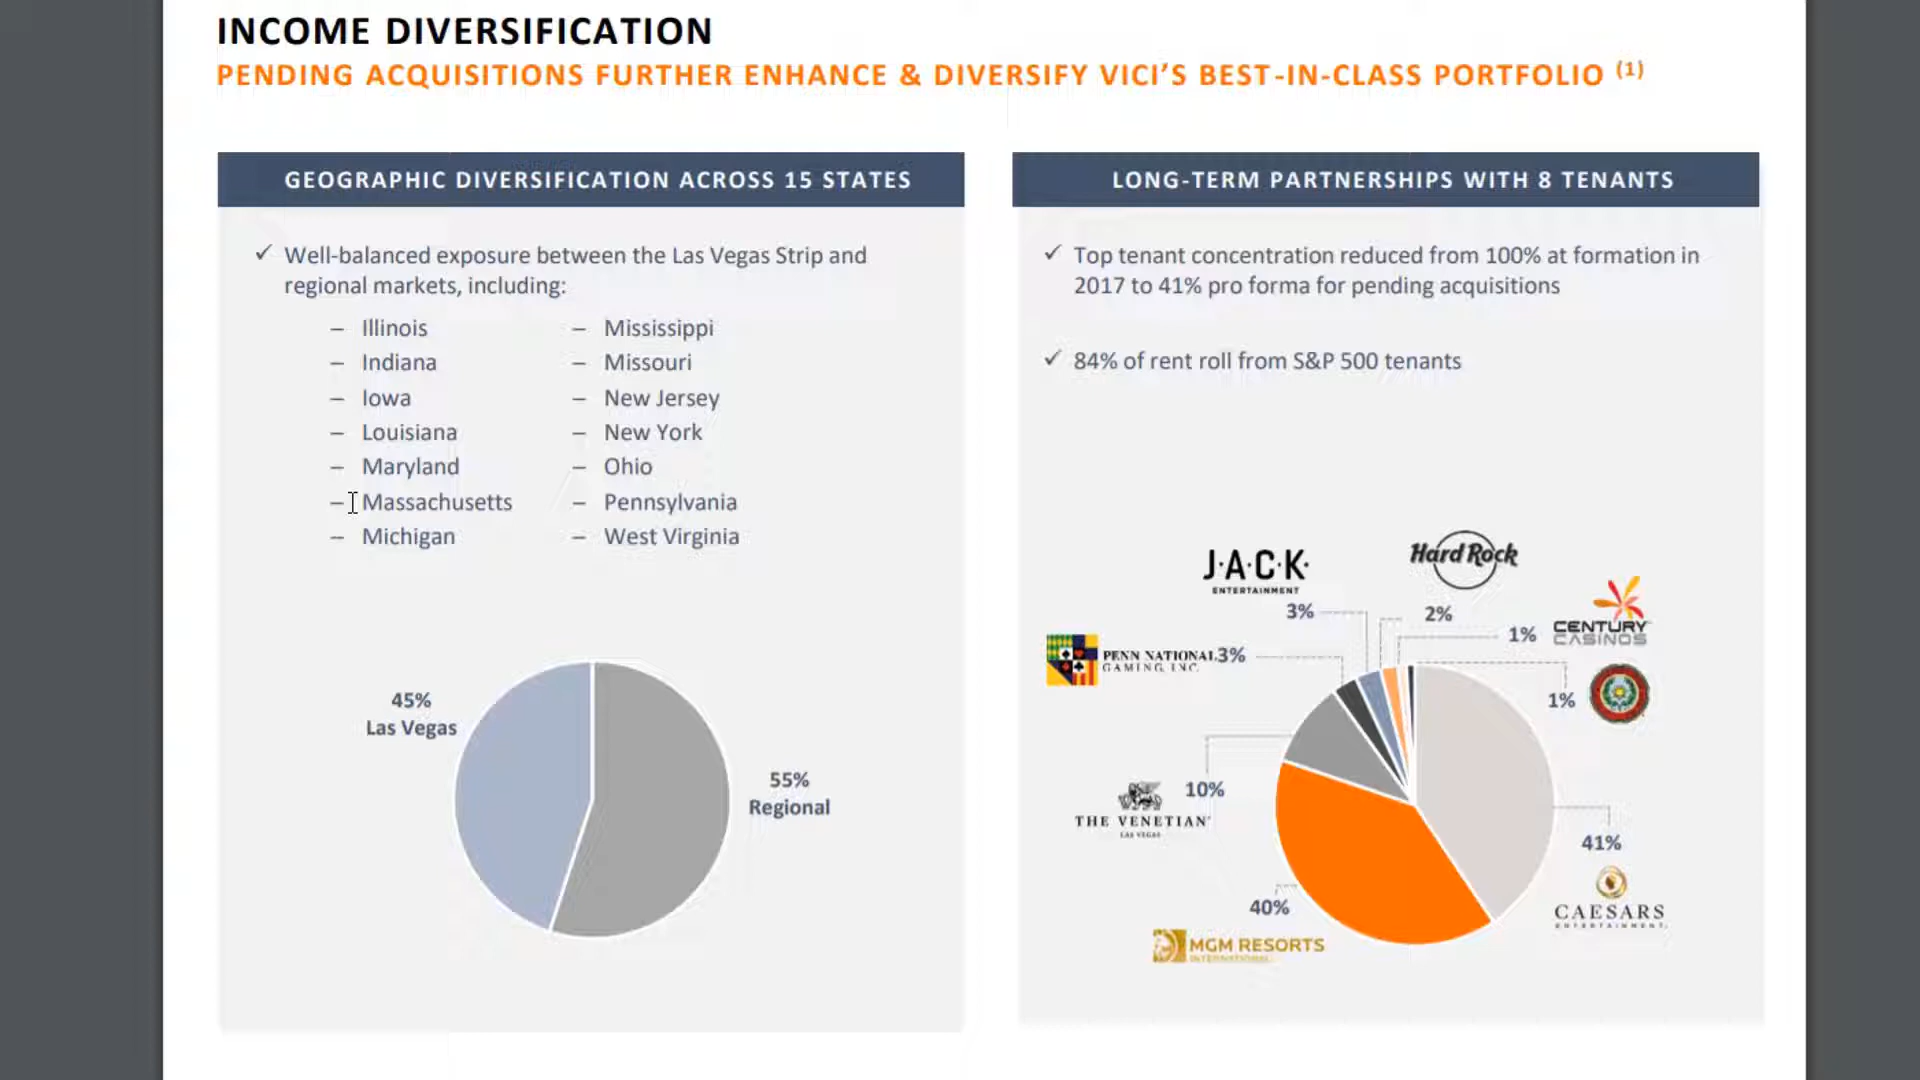 INCOME DIVERSIFICATION
PENDING ACQUISITIONS FURTHER ENHANCE & DIVERSIFY VICI’S BEST-IN-CLASS PORTFOLIO (1)
GEOGRAPHIC DIVERSIFICATION ACROSS 15 STATES
✓ Well-balanced exposure between the Las Vegas Strip and
regional markets, including:
– Illinois
– Indiana
– Iowa
– Louisiana
– Maryland
– Massachusetts
– Michigan
– Mississippi
– Missouri
– New Jersey
– New York
– Ohio
– Pennsylvania
– West Virginia
45%
Las Vegas
55%
Regional
LONG-TERM PARTNERSHIPS WITH 8 TENANTS
✓ Top tenant concentration reduced from 100% at formation in
2017 to 41% pro forma for pending acquisitions
✓ 84% of rent roll from S&P 500 tenants
J·A·C·K·
ENTERTAINMENT
3%
Hard Rock
2%
CENTURY
CASINOS
1%
PENN NATIONAL
GAMING, INC.
3%
1%
10%
THE VENETIAN®
LAS VEGAS
41%
CAESARS
ENTERTAINMENT.
40%
MGM RESORTS
INTERNATIONAL